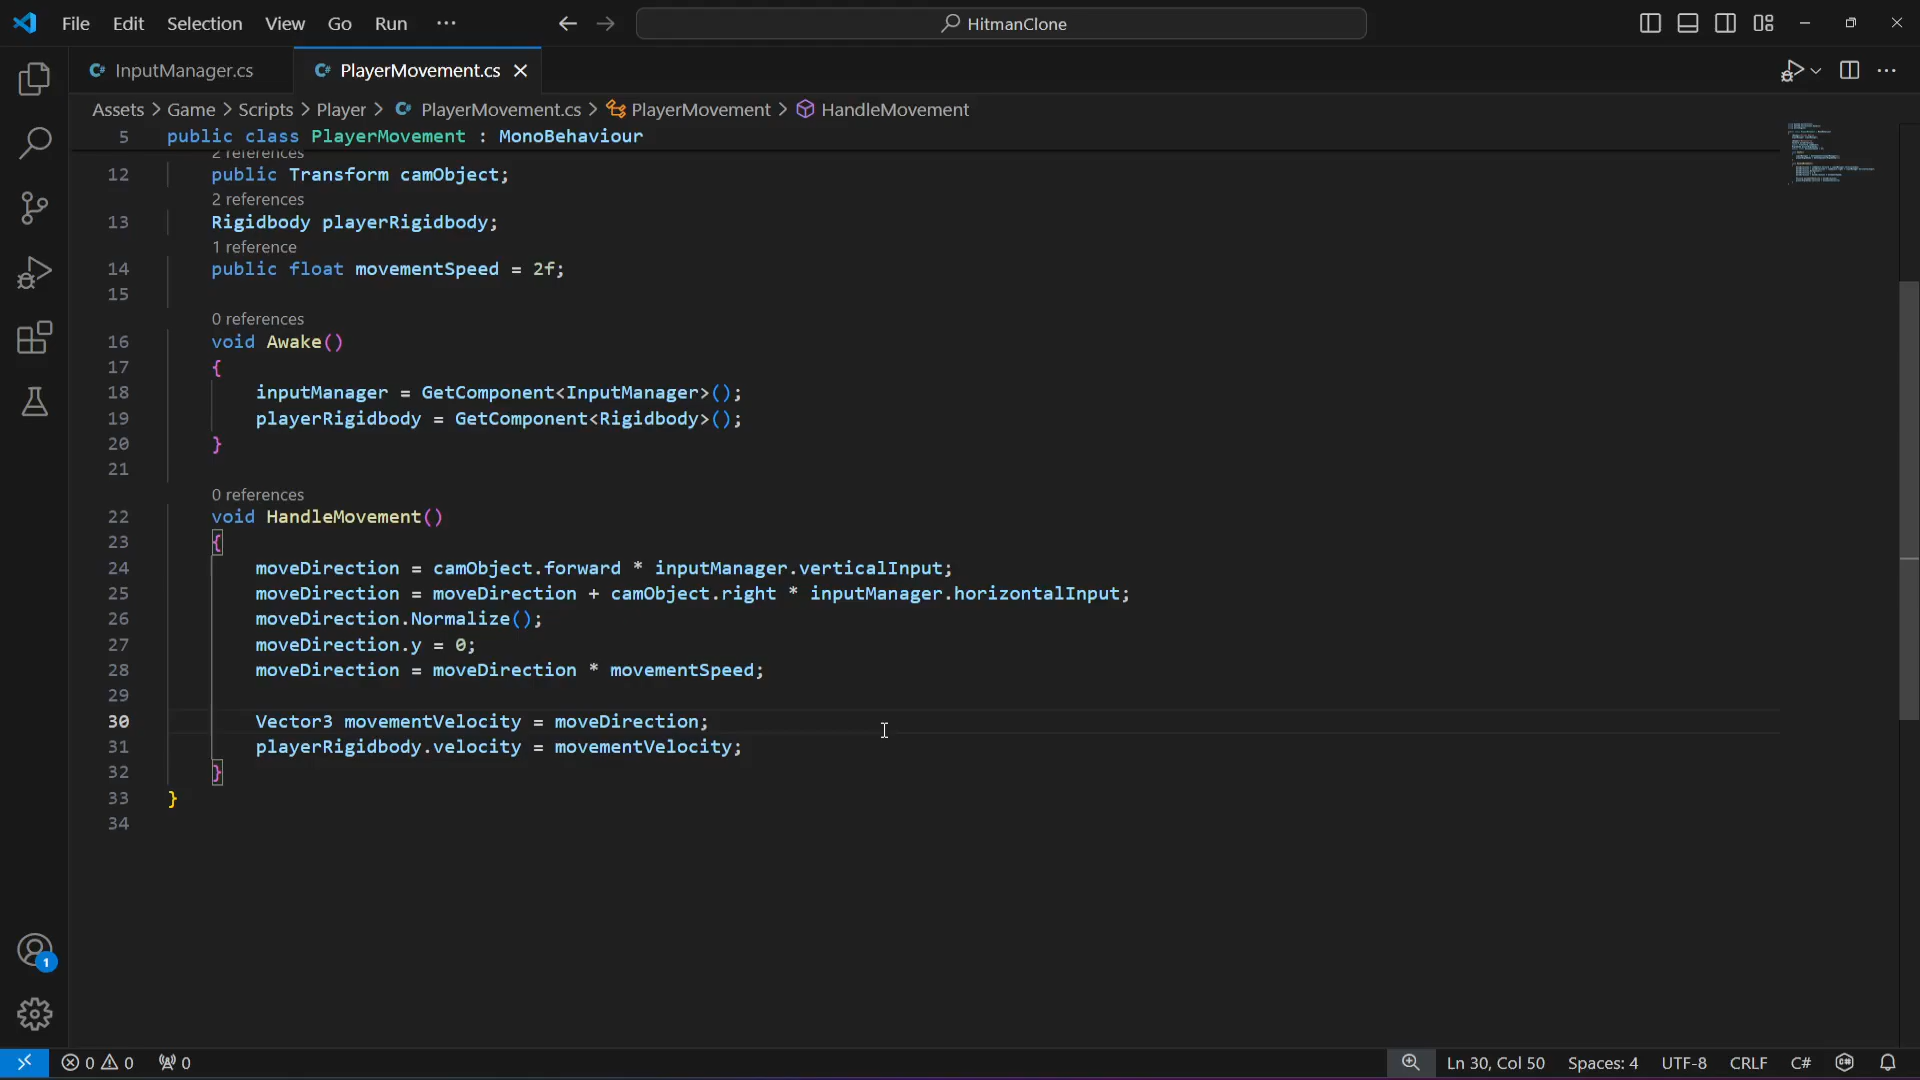 File Edit Selection View Go Run ··· HitmanClone
InputManager.cs PlayerMovement.cs
Assets > Game > Scripts > Player > PlayerMovement.cs > PlayerMovement > HandleMovement
5 public class PlayerMovement : MonoBehaviour
2 references
12 public Transform camObject;
2 references
13 Rigidbody playerRigidbody;
1 reference
14 public float movementSpeed = 2f;
15
0 references
16 void Awake()
17 {
18 inputManager = GetComponent<InputManager>();
19 playerRigidbody = GetComponent<Rigidbody>();
20 }
21
0 references
22 void HandleMovement()
23 {
24 moveDirection = camObject.forward * inputManager.verticalInput;
25 moveDirection = moveDirection + camObject.right * inputManager.horizontalInput;
26 moveDirection.Normalize();
27 moveDirection.y = 0;
28 moveDirection = moveDirection * movementSpeed;
29
30 Vector3 movementVelocity = moveDirection;
31 playerRigidbody.velocity = movementVelocity;
32 }
33 }
34
1
0 0 0 Ln 30, Col 50 Spaces: 4 UTF-8 CRLF C#